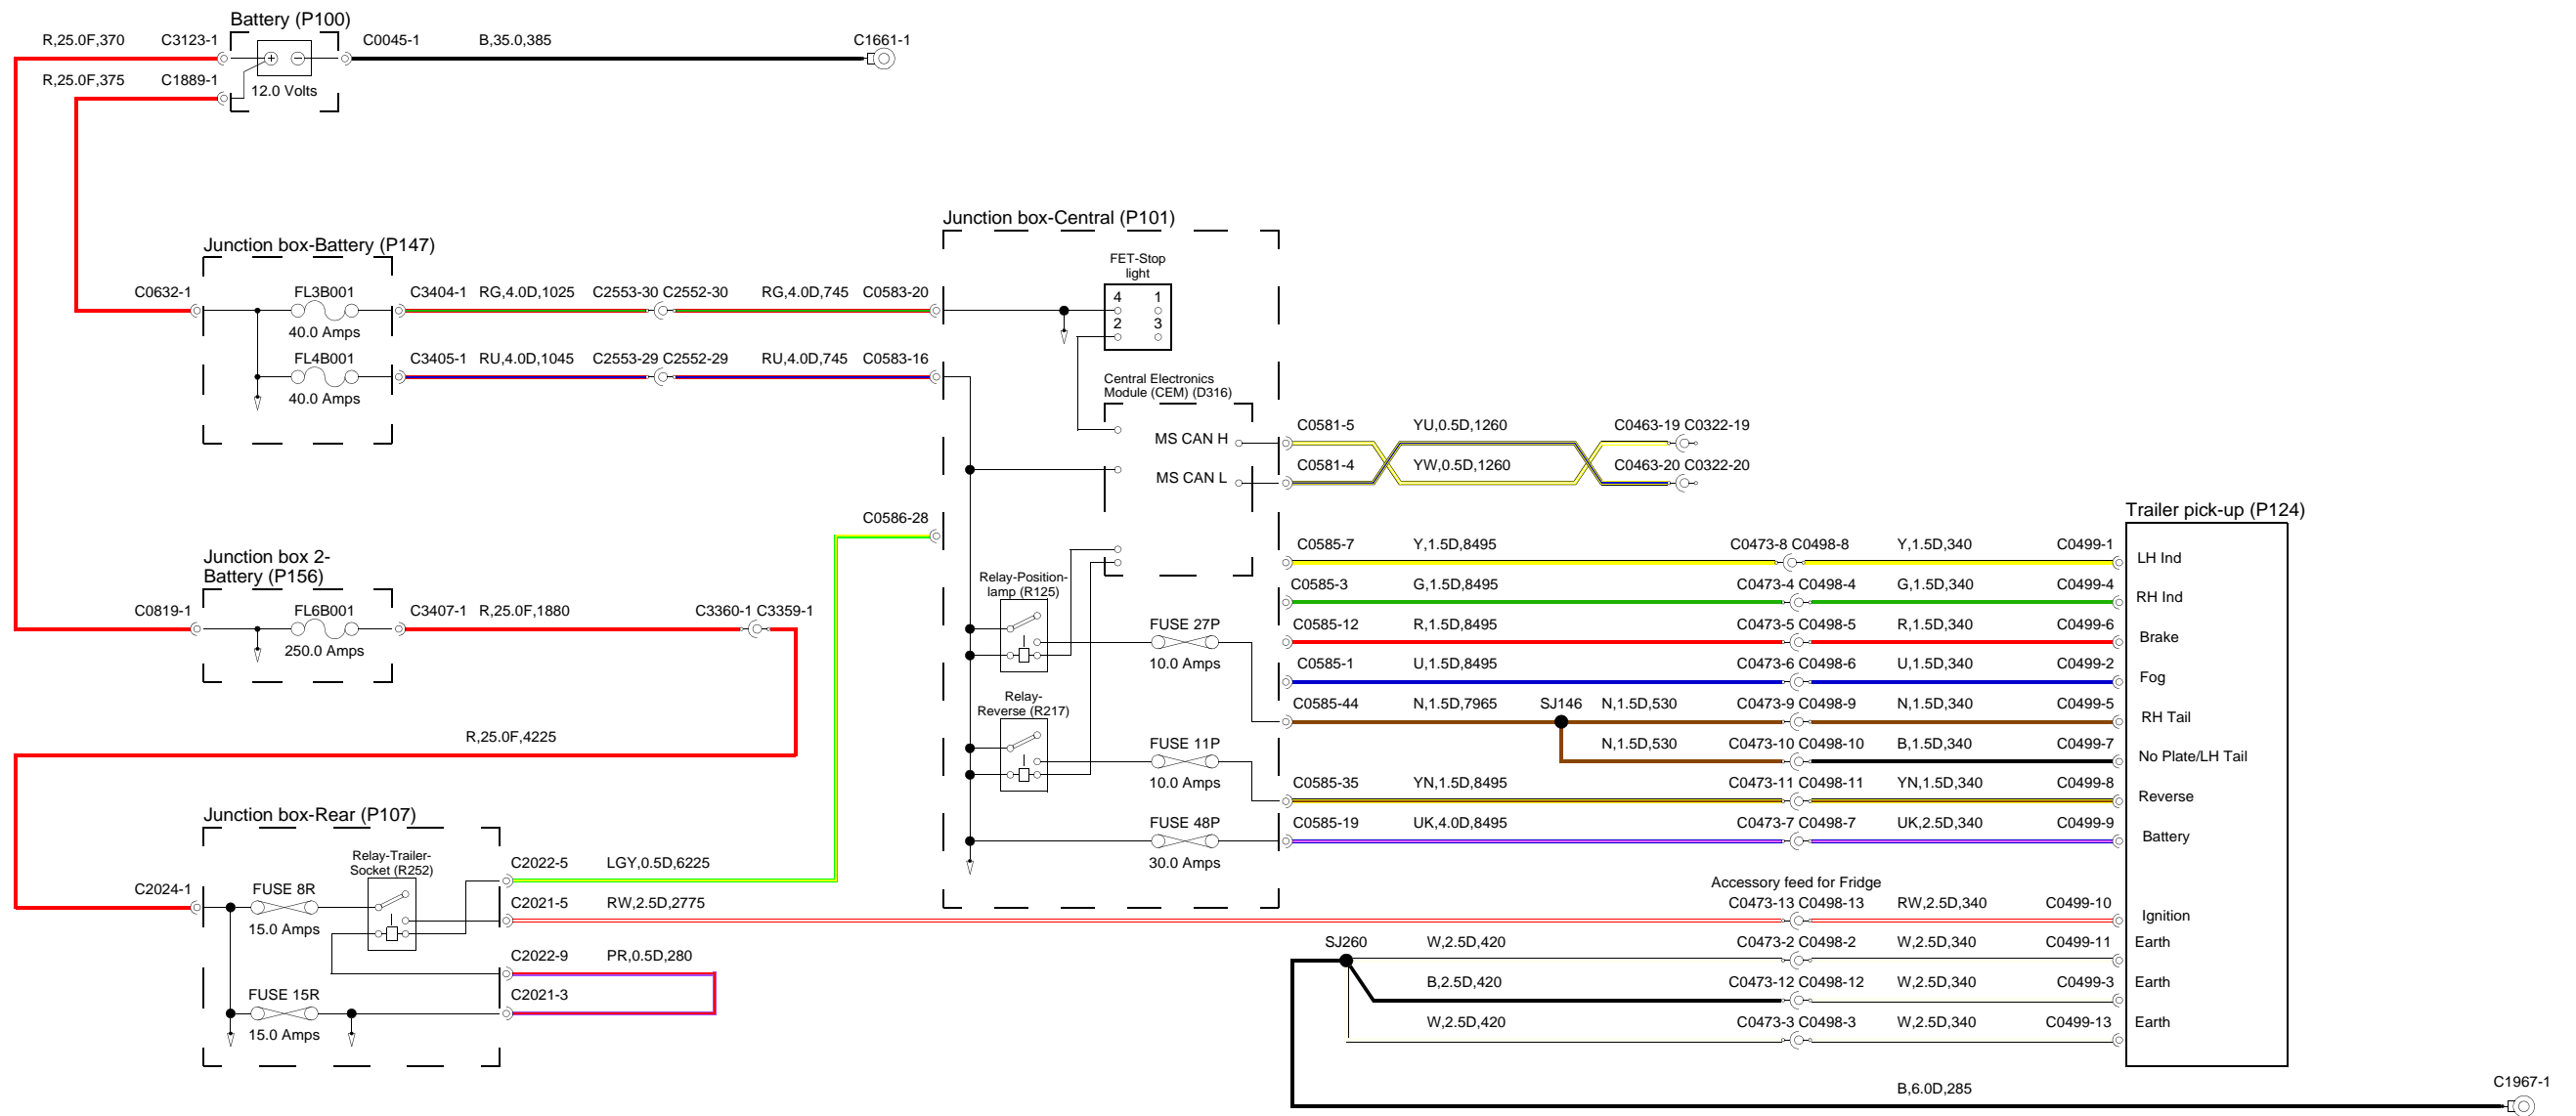 Battery (P100)
R,25.0F,370 C3123-1 C0045-1 B,35.0,385 C1661-1
R,25.0F,375 C1889-1
12.0 Volts
Junction box-Central (P101)
Junction box-Battery (P147)
FET-Stop
light
C0632-1 FL3B001 C3404-1 RG,4.0D,1025 C2553-30 C2552-30 RG,4.0D,745 C0583-20
4 1
2 3
40.0 Amps
FL4B001 C3405-1 RU,4.0D,1045 C2553-29 C2552-29 RU,4.0D,745 C0583-16
40.0 Amps
Central Electronics
Module (CEM) (D316)
MS CAN H C0581-5 YU,0.5D,1260 C0463-19 C0322-19
MS CAN L C0581-4 YW,0.5D,1260 C0463-20 C0322-20
Trailer pick-up (P124)
C0586-28
Junction box 2-
Battery (P156)
C0585-7 Y,1.5D,8495 C0473-8 C0498-8 Y,1.5D,340 C0499-1 LH Ind
Relay-Position-
lamp (R125)
C0585-3 G,1.5D,8495 C0473-4 C0498-4 G,1.5D,340 C0499-4 RH Ind
C0819-1 FL6B001 C3407-1 R,25.0F,1880 C3360-1 C3359-1
250.0 Amps
FUSE 27P
10.0 Amps
C0585-12 R,1.5D,8495 C0473-5 C0498-5 R,1.5D,340 C0499-6 Brake
C0585-1 U,1.5D,8495 C0473-6 C0498-6 U,1.5D,340 C0499-2 Fog
Relay-
Reverse (R217)
C0585-44 N,1.5D,7965 SJ146 N,1.5D,530 C0473-9 C0498-9 N,1.5D,340 C0499-5 RH Tail
R,25.0F,4225
FUSE 11P
10.0 Amps
N,1.5D,530 C0473-10 C0498-10 B,1.5D,340 C0499-7 No Plate/LH Tail
C0585-35 YN,1.5D,8495 C0473-11 C0498-11 YN,1.5D,340 C0499-8 Reverse
Junction box-Rear (P107)
FUSE 48P
30.0 Amps
C0585-19 UK,4.0D,8495 C0473-7 C0498-7 UK,2.5D,340 C0499-9 Battery
Relay-Trailer-
Socket (R252)
C2022-5 LGY,0.5D,6225
Accessory feed for Fridge
C2024-1 FUSE 8R
15.0 Amps
C2021-5 RW,2.5D,2775 C0473-13 C0498-13 RW,2.5D,340 C0499-10 Ignition
SJ260 W,2.5D,420 C0473-2 C0498-2 W,2.5D,340 C0499-11 Earth
C2022-9 PR,0.5D,280
B,2.5D,420 C0473-12 C0498-12 W,2.5D,340 C0499-3 Earth
FUSE 15R C2021-3
15.0 Amps
W,2.5D,420 C0473-3 C0498-3 W,2.5D,340 C0499-13 Earth
B,6.0D,285 C1967-1